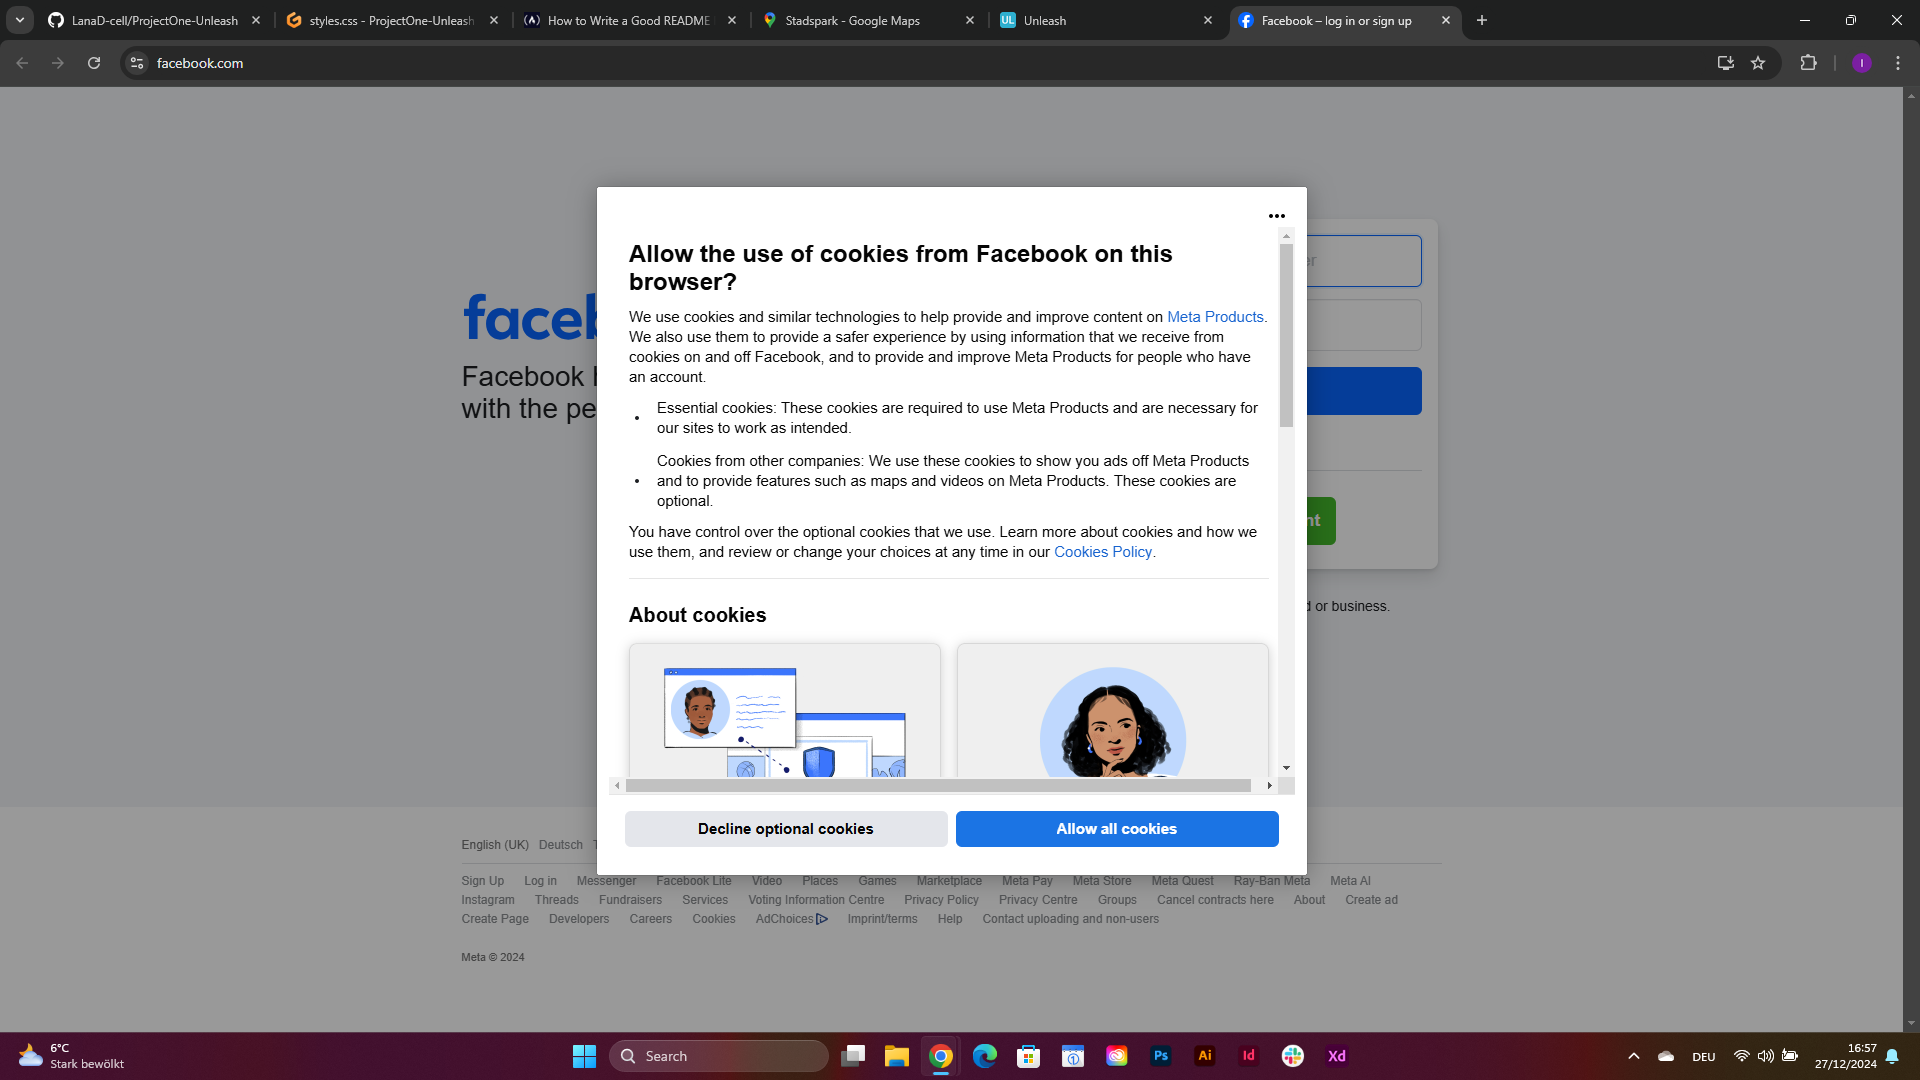 LanaD-cell/ProjectOne-Unleash
styles.css - ProjectOne-Unleash
How to Write a Good README
Stadspark - Google Maps
UL
Unleash
Facebook – log in or sign up
facebook.com
I
Allow the use of cookies from Facebook on this
browser?
We use cookies and similar technologies to help provide and improve content on Meta Products.
We also use them to provide a safer experience by using information that we receive from
cookies on and off Facebook, and to provide and improve Meta Products for people who have
an account.
• Essential cookies: These cookies are required to use Meta Products and are necessary for
our sites to work as intended.
• Cookies from other companies: We use these cookies to show you ads off Meta Products
and to provide features such as maps and videos on Meta Products. These cookies are
optional.
You have control over the optional cookies that we use. Learn more about cookies and how we
use them, and review or change your choices at any time in our Cookies Policy.
About cookies
Decline optional cookies
Allow all cookies
faceb
Facebook
with the pe
er
nt
d or business.
English (UK) Deutsch
Sign Up Log in Messenger Facebook Lite Video Places Games Marketplace Meta Pay Meta Store Meta Quest Ray-Ban Meta Meta AI
Instagram Threads Fundraisers Services Voting Information Centre Privacy Policy Privacy Centre Groups Cancel contracts here About Create ad
Create Page Developers Careers Cookies AdChoices Imprint/terms Help Contact uploading and non-users
Meta © 2024
6°C
Stark bewölkt
Search
Ps
Ai
Id
Xd
DEU
16:57
27/12/2024